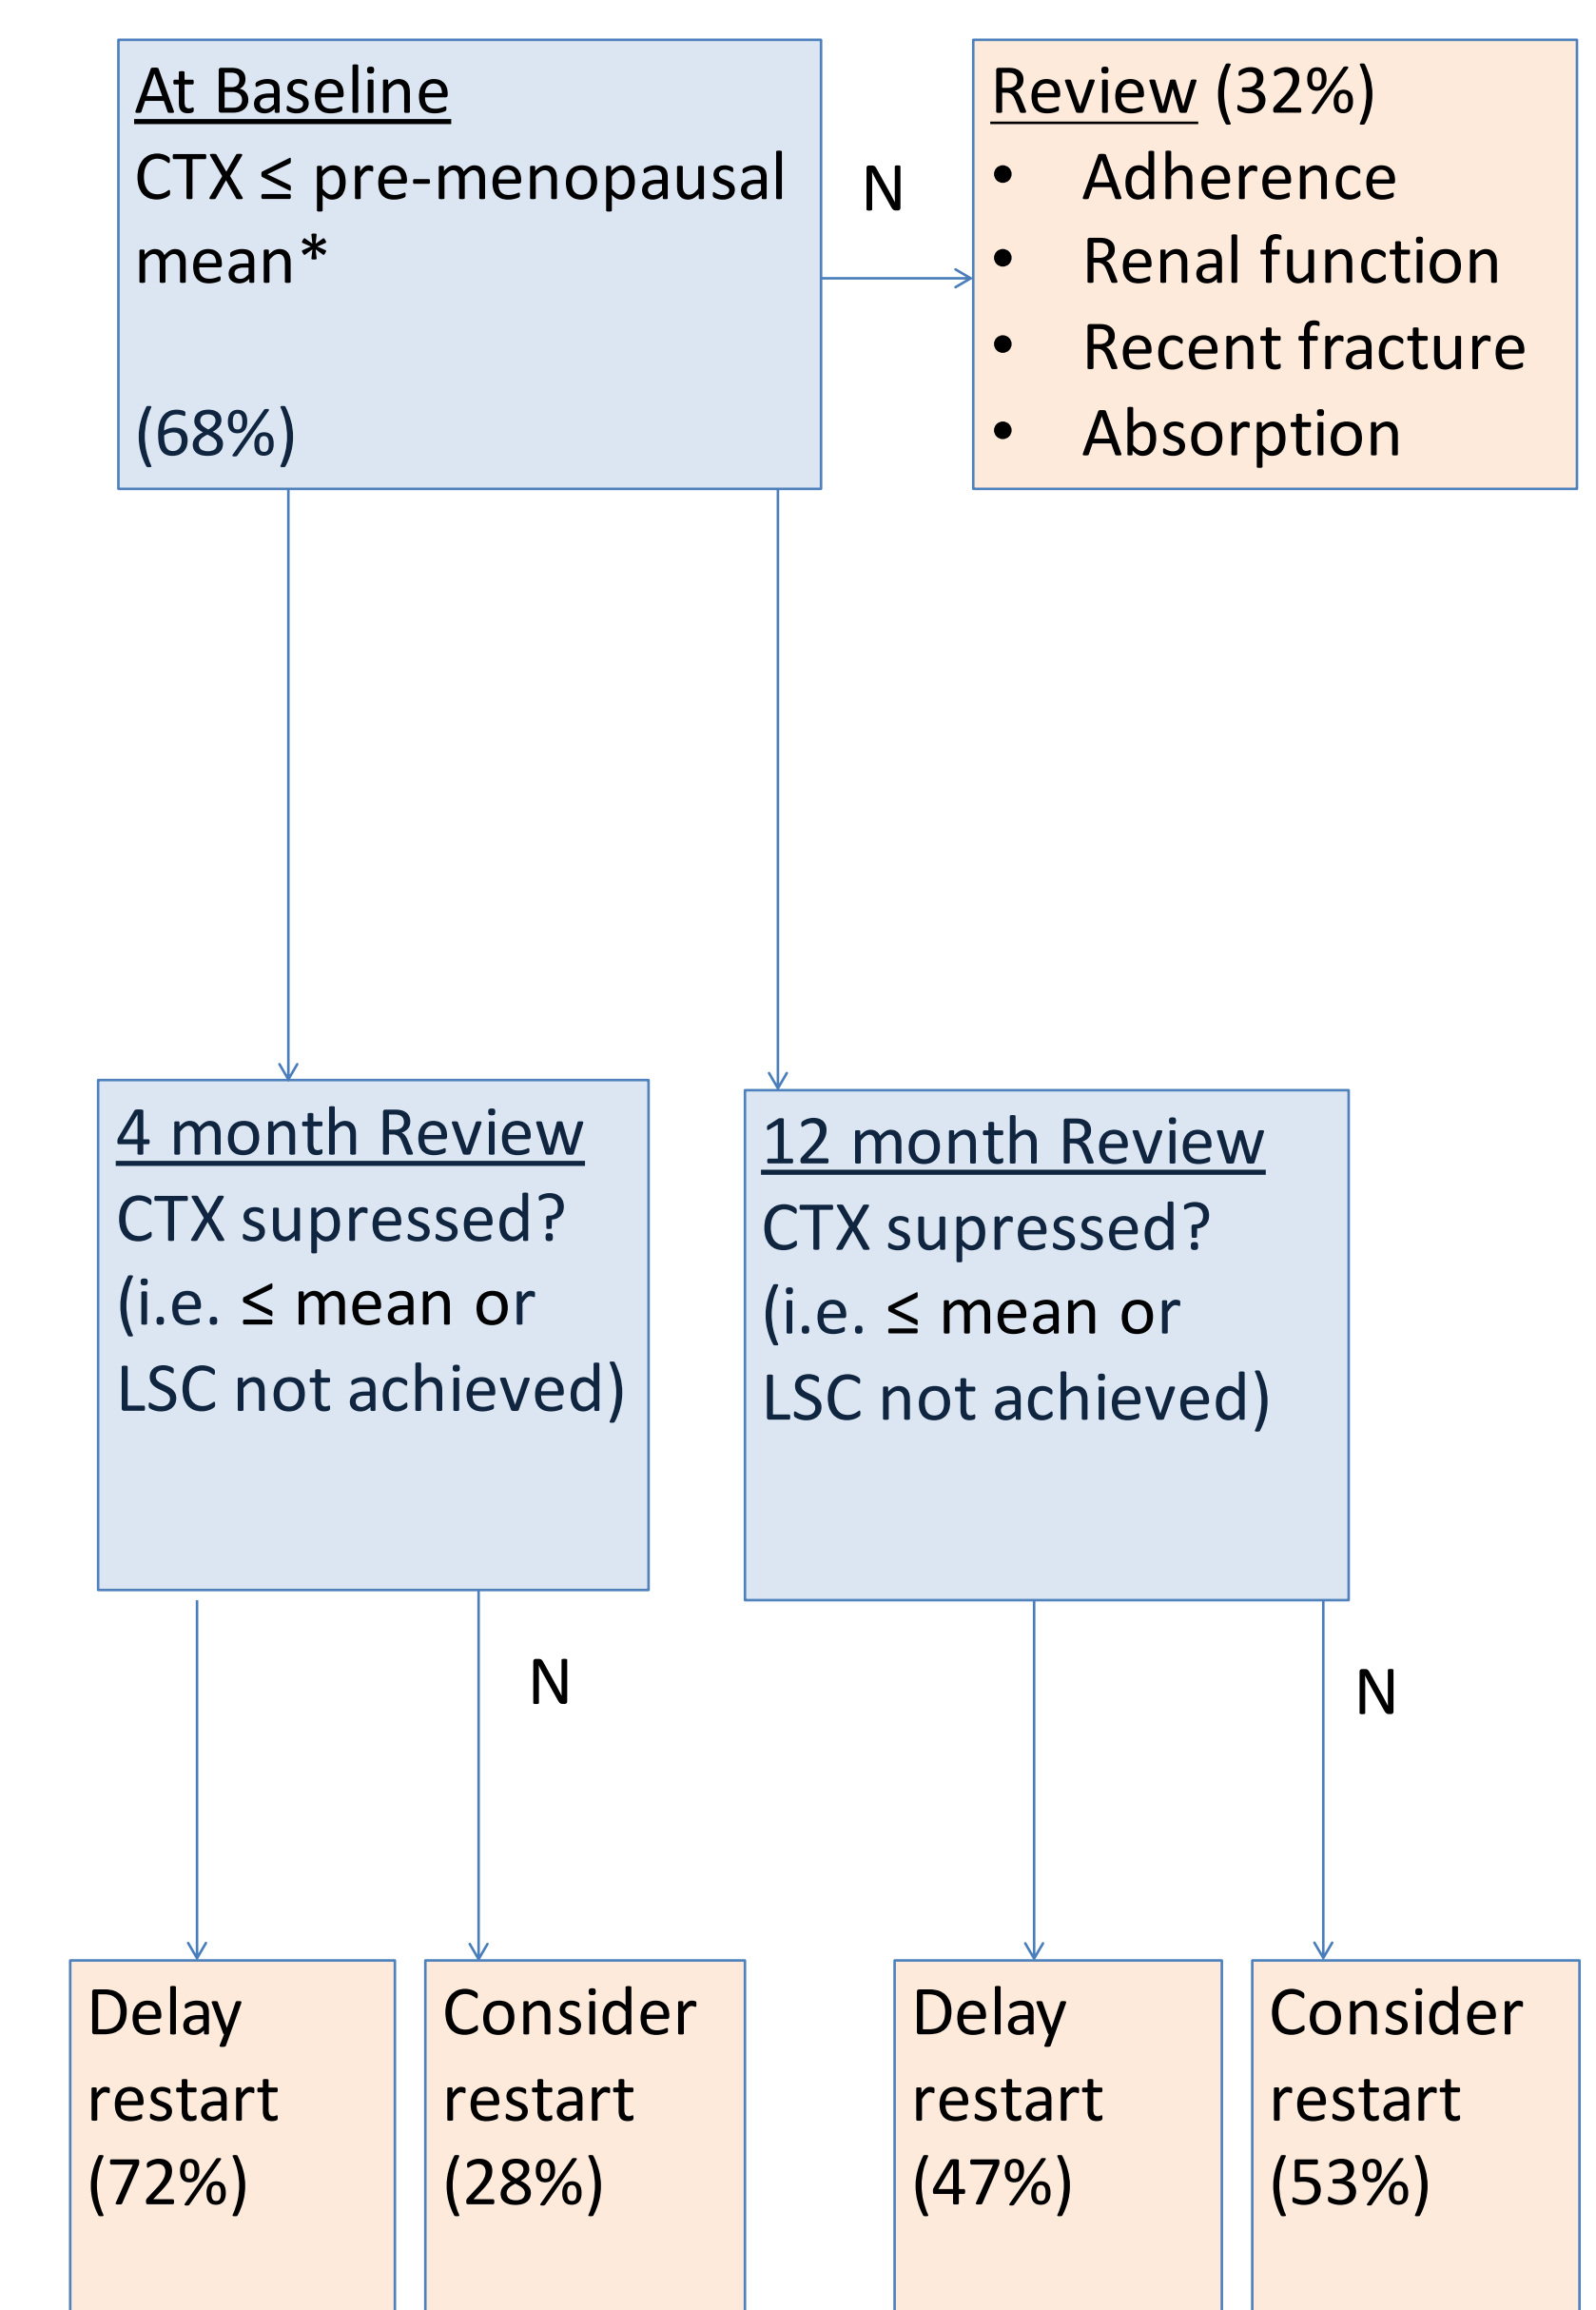 At Baseline
CTX ≤ pre-menopausal
mean*
(68%)
N
Review (32%)
• Adherence
• Renal function
• Recent fracture
• Absorption
4 month Review
CTX supressed?
(i.e. ≤ mean or
LSC not achieved)
12 month Review
CTX supressed?
(i.e. ≤ mean or
LSC not achieved)
N
N
Delay
restart
(72%)
Consider
restart
(28%)
Delay
restart
(47%)
Consider
restart
(53%)